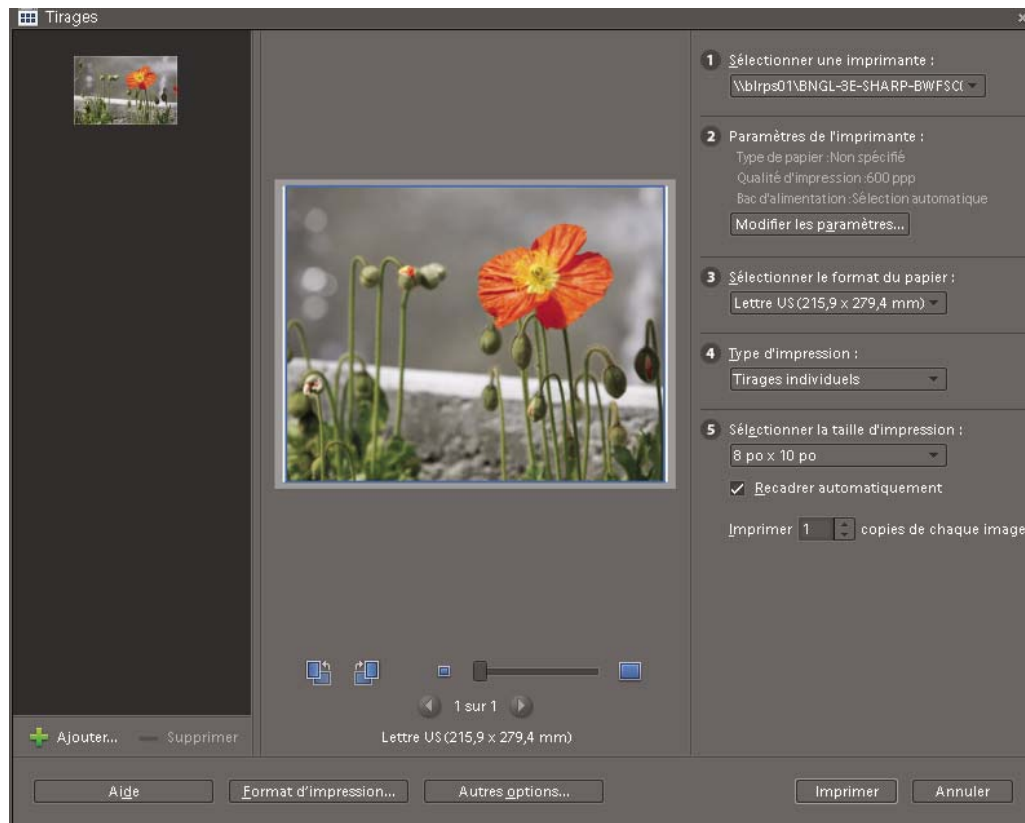 Tirages
1 Sélectionner une imprimante :
\\blrps01\BNGL-3E-SHARP-BWFSC(
2 Paramètres de l'imprimante :
Type de papier :Non spécifié
Qualité d'impression :600 ppp
Bac d'alimentation :Sélection automatique
Modifier les paramètres...
3 Sélectionner le format du papier :
Lettre US (215,9 x 279,4 mm)
4 Type d'impression :
Tirages individuels
5 Sélectionner la taille d'impression :
8 po x 10 po
Recadrer automatiquement
Imprimer 1 copies de chaque image
1 sur 1
Ajouter... Supprimer
Lettre US (215,9 x 279,4 mm)
Aide Format d'impression... Autres options... Imprimer Annuler